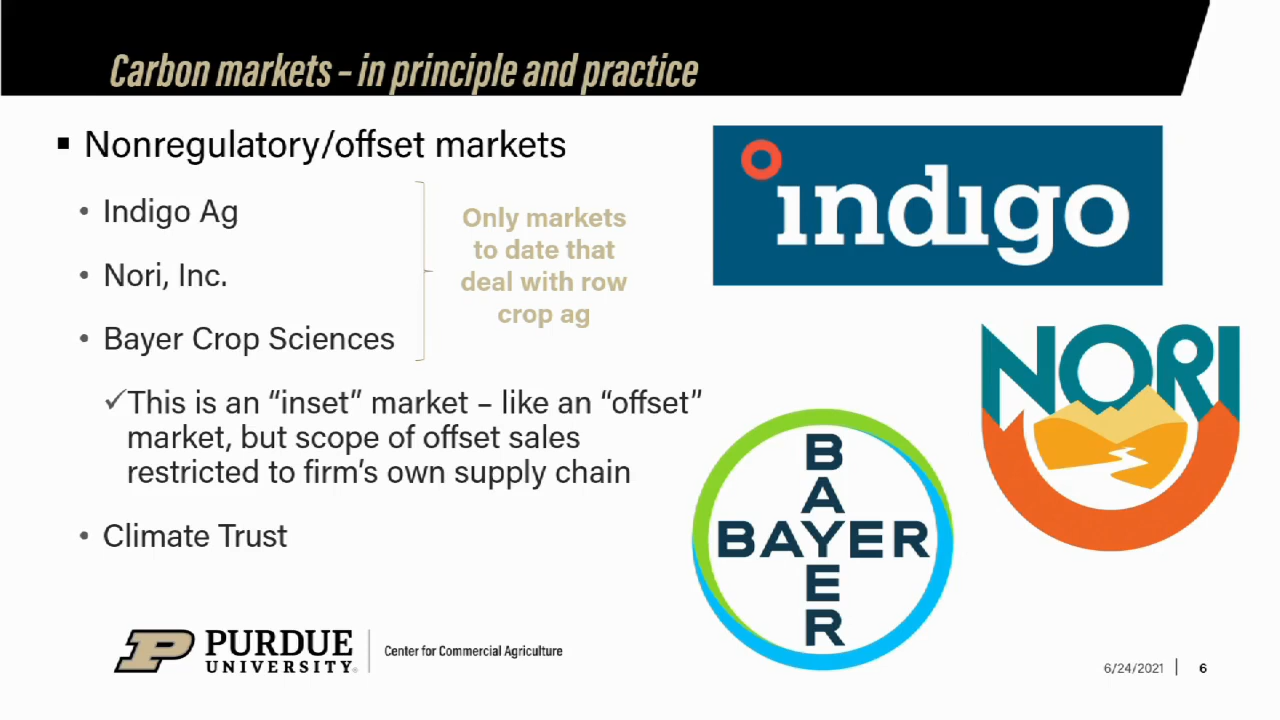 Carbon markets – in principle and practice
▪ Nonregulatory/offset markets
• Indigo Ag
• Nori, Inc.
• Bayer Crop Sciences
Only markets
to date that
deal with row
crop ag
✓This is an “inset” market – like an “offset”
market, but scope of offset sales
restricted to firm’s own supply chain
• Climate Trust
indigo
NORI
BAYER
BAYER
P PURDUE
UNIVERSITY®
Center for Commercial Agriculture
6/24/2021 | 6